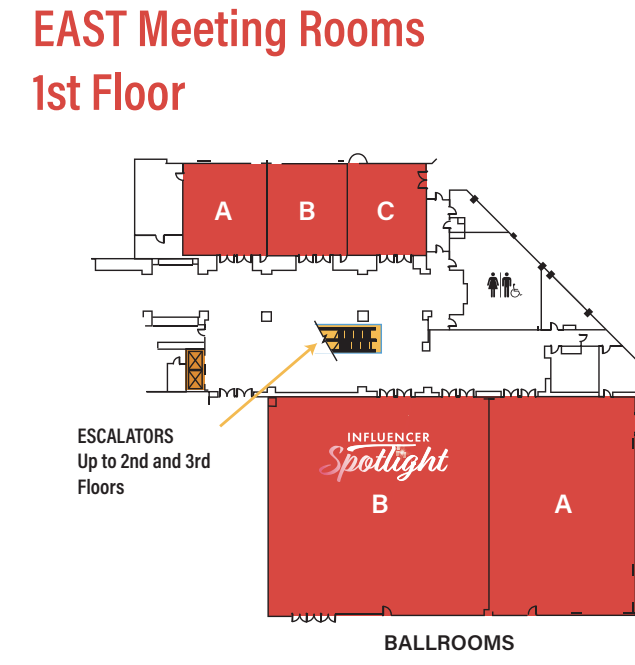 EAST Meeting Rooms
1st Floor
A
B
C
ESCALATORS
Up to 2nd and 3rd
Floors
INFLUENCER
Spotlight
B
A
BALLROOMS